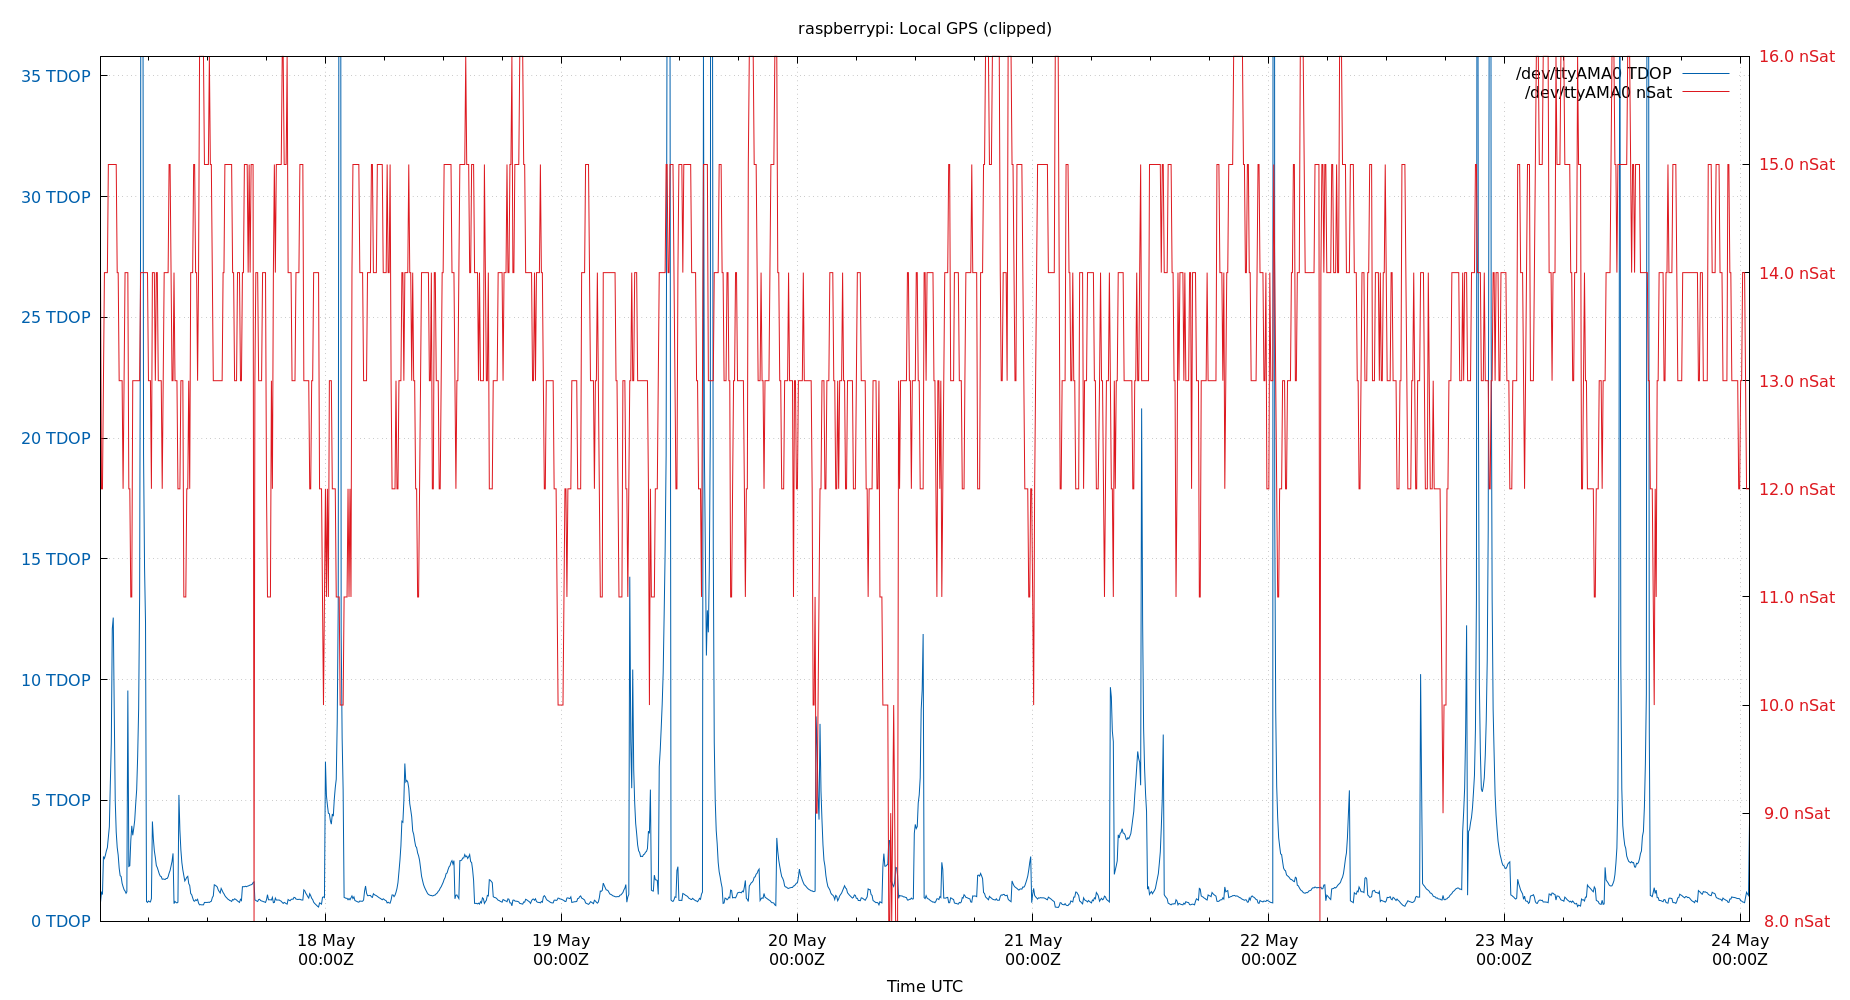 raspberrypi: Local GPS (clipped)
35 TDOP
30 TDOP
25 TDOP
20 TDOP
15 TDOP
10 TDOP
5 TDOP
0 TDOP
/dev/ttyAMA0 TDOP
/dev/ttyAMA0 nSat
16.0 nSat
15.0 nSat
14.0 nSat
13.0 nSat
12.0 nSat
11.0 nSat
10.0 nSat
9.0 nSat
8.0 nSat
18 May
00:00Z
19 May
00:00Z
20 May
00:00Z
21 May
00:00Z
22 May
00:00Z
23 May
00:00Z
24 May
00:00Z
Time UTC